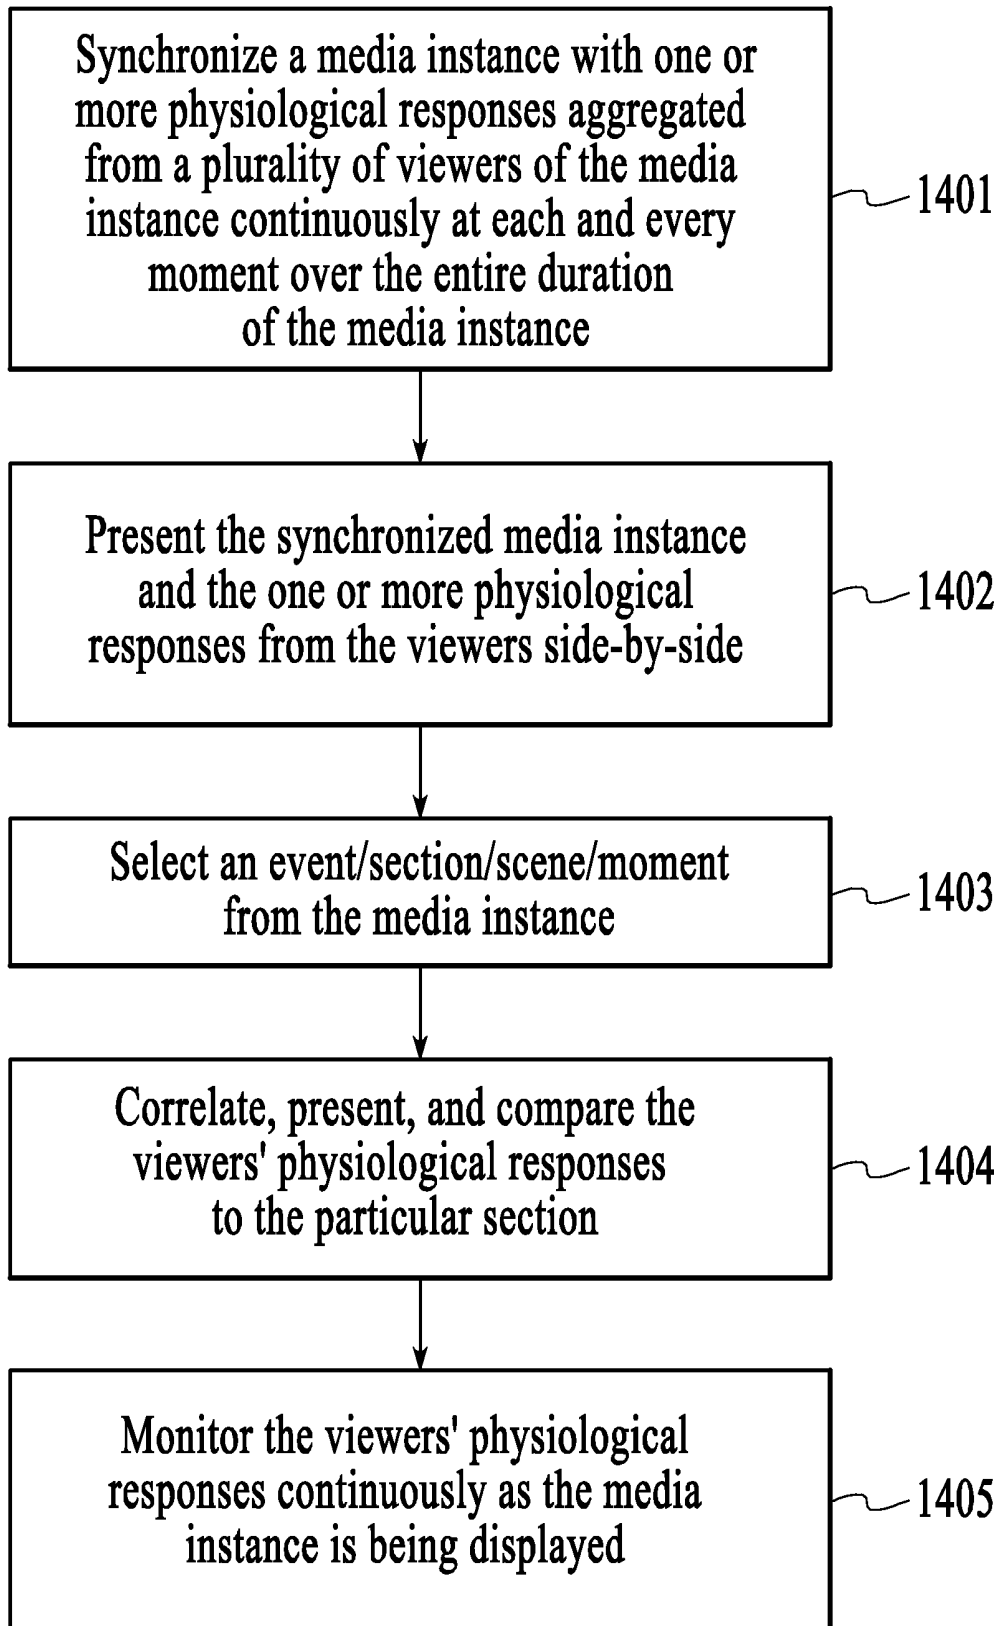 Synchronize a media instance with one or
more physiological responses aggregated
from a plurality of viewers of the media
instance continuously at each and every
moment over the entire duration
of the media instance
1401
Present the synchronized media instance
and the one or more physiological
responses from the viewers side-by-side
1402
Select an event/section/scene/moment
from the media instance
1403
Correlate, present, and compare the
viewers' physiological responses
to the particular section
1404
Monitor the viewers' physiological
responses continuously as the media
instance is being displayed
1405